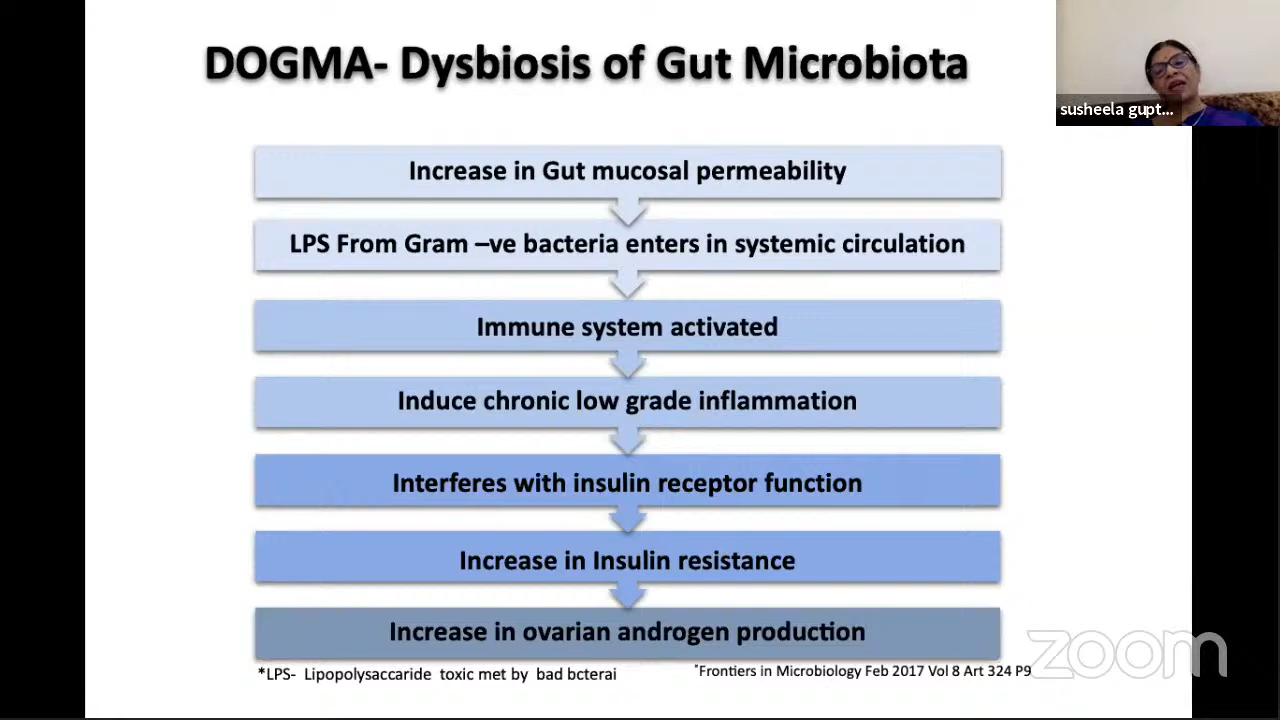 DOGMA- Dysbiosis of Gut Microbiota
susheela gupt...
Increase in Gut mucosal permeability
LPS From Gram –ve bacteria enters in systemic circulation
Immune system activated
Induce chronic low grade inflammation
Interferes with insulin receptor function
Increase in Insulin resistance
Increase in ovarian androgen production
*LPS- Lipopolysaccaride toxic met by bad bcterai
*Frontiers in Microbiology Feb 2017 Vol 8 Art 324 P9
zoom